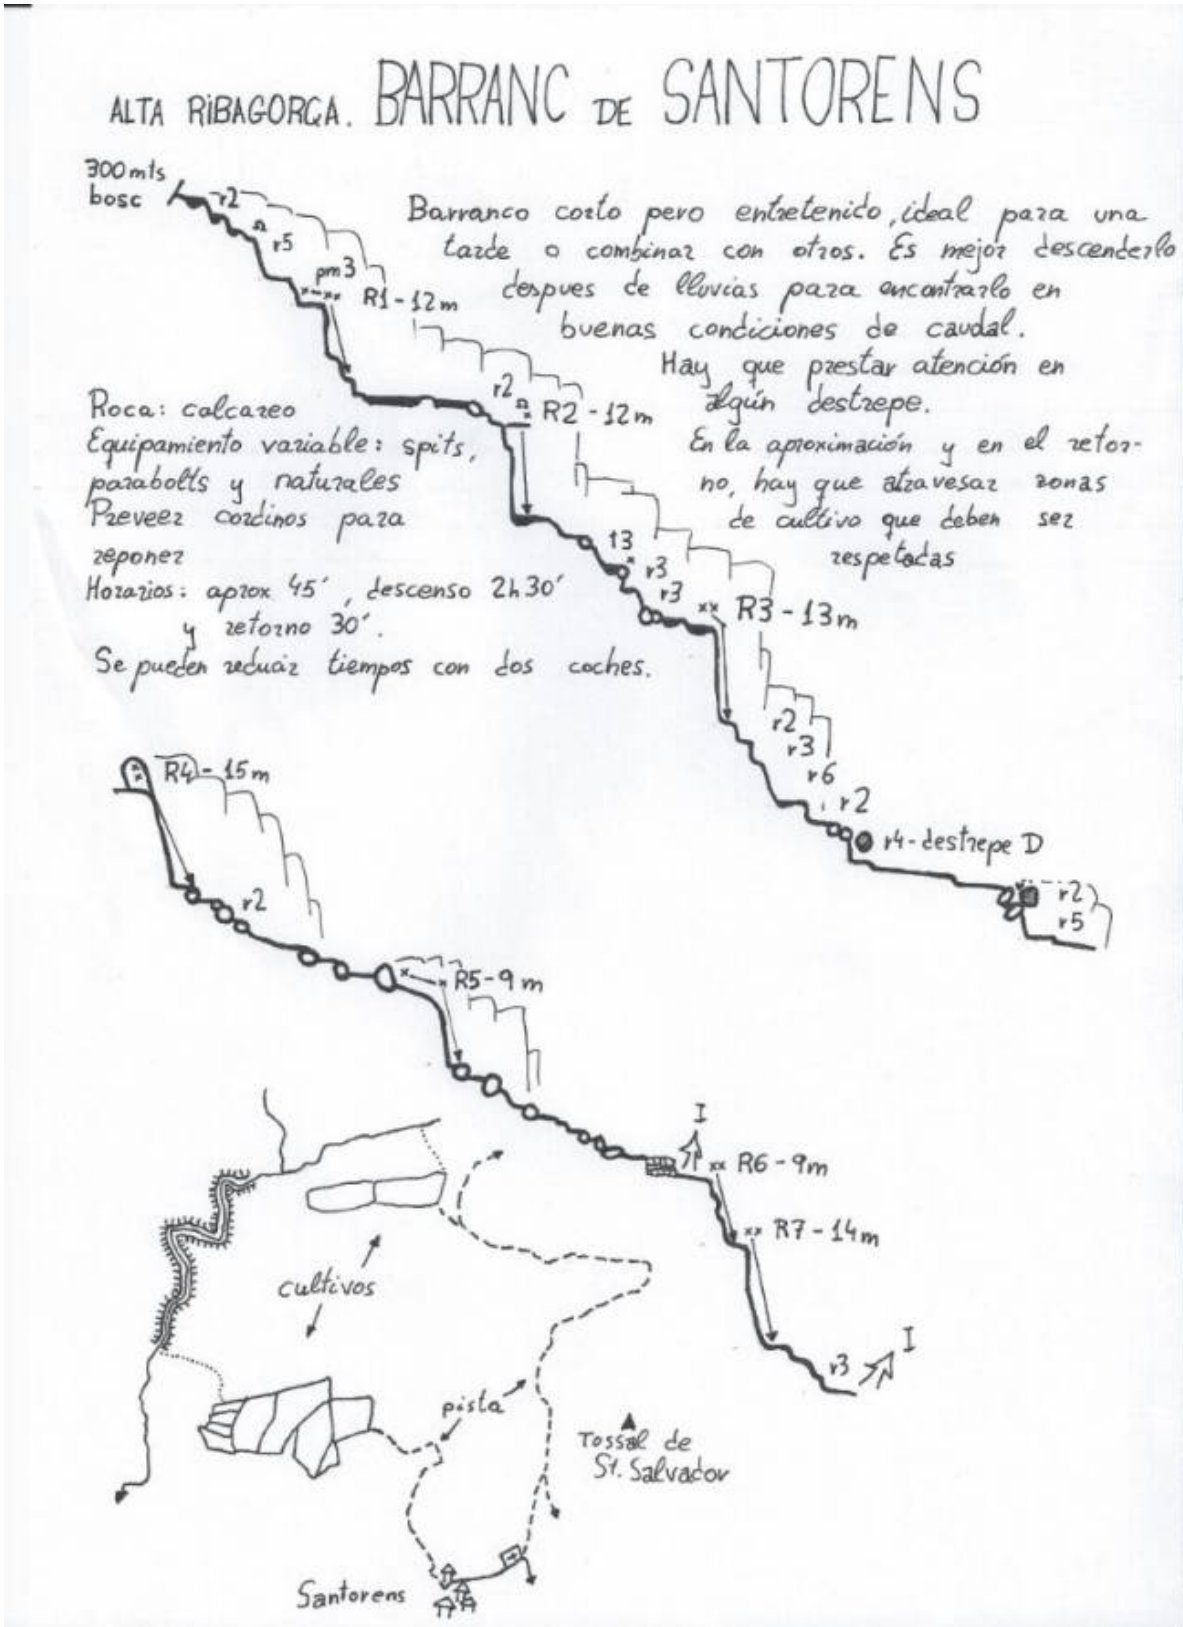 ALTA RIBAGORÇA. BARRANC DE SANTORENS
300 mts
bosc
r2
r5
pm3
R1-12m
Barranco corto pero entretenido, ideal para una
tarde o combinar con otros. Es mejor descenderlo
despues de lluvias para encontrarlo en
buenas condiciones de caudal.
Hay que prestar atención en
algún destrepe.
En la aproximación y en el retor-
no, hay que atravesar zonas
de cultivo que deben ser
respetadas
r2
R2-12m
Roca: calcareo
Equipamiento variable: spits,
parabolts y naturales
Preveer cordinos para
reponer
Horarios: aprox 45', descenso 2h30'
y retorno 30'.
Se pueden reducir tiempos con dos coches.
t3
r3
r3
R3-13m
r2
r3
r6
r2
r4-destrepe D
r2
r5
R4-15m
r2
R5-9m
I
R6-9m
R7-14m
r3
I
cultivos
pista
Tossal de
St. Salvador
Santorens